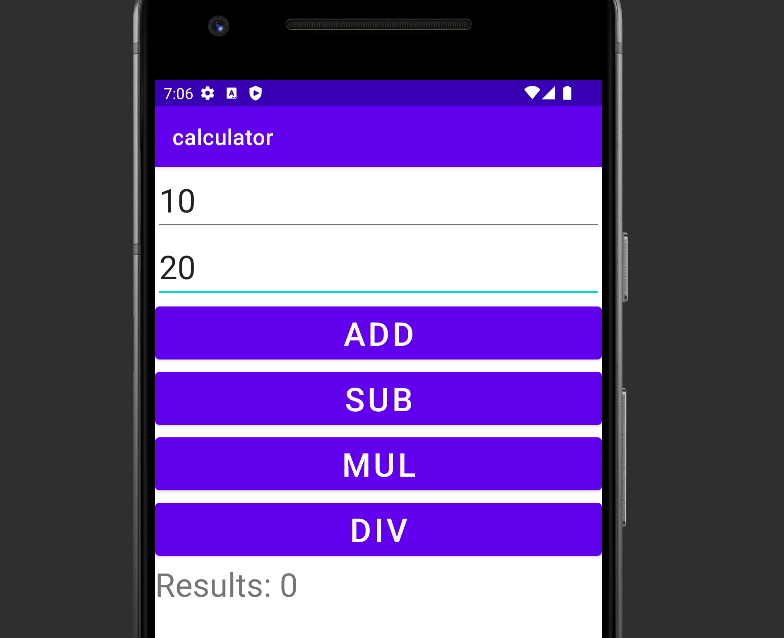 7:06
calculator
10
20
ADD
SUB
MUL
DIV
Results: 0